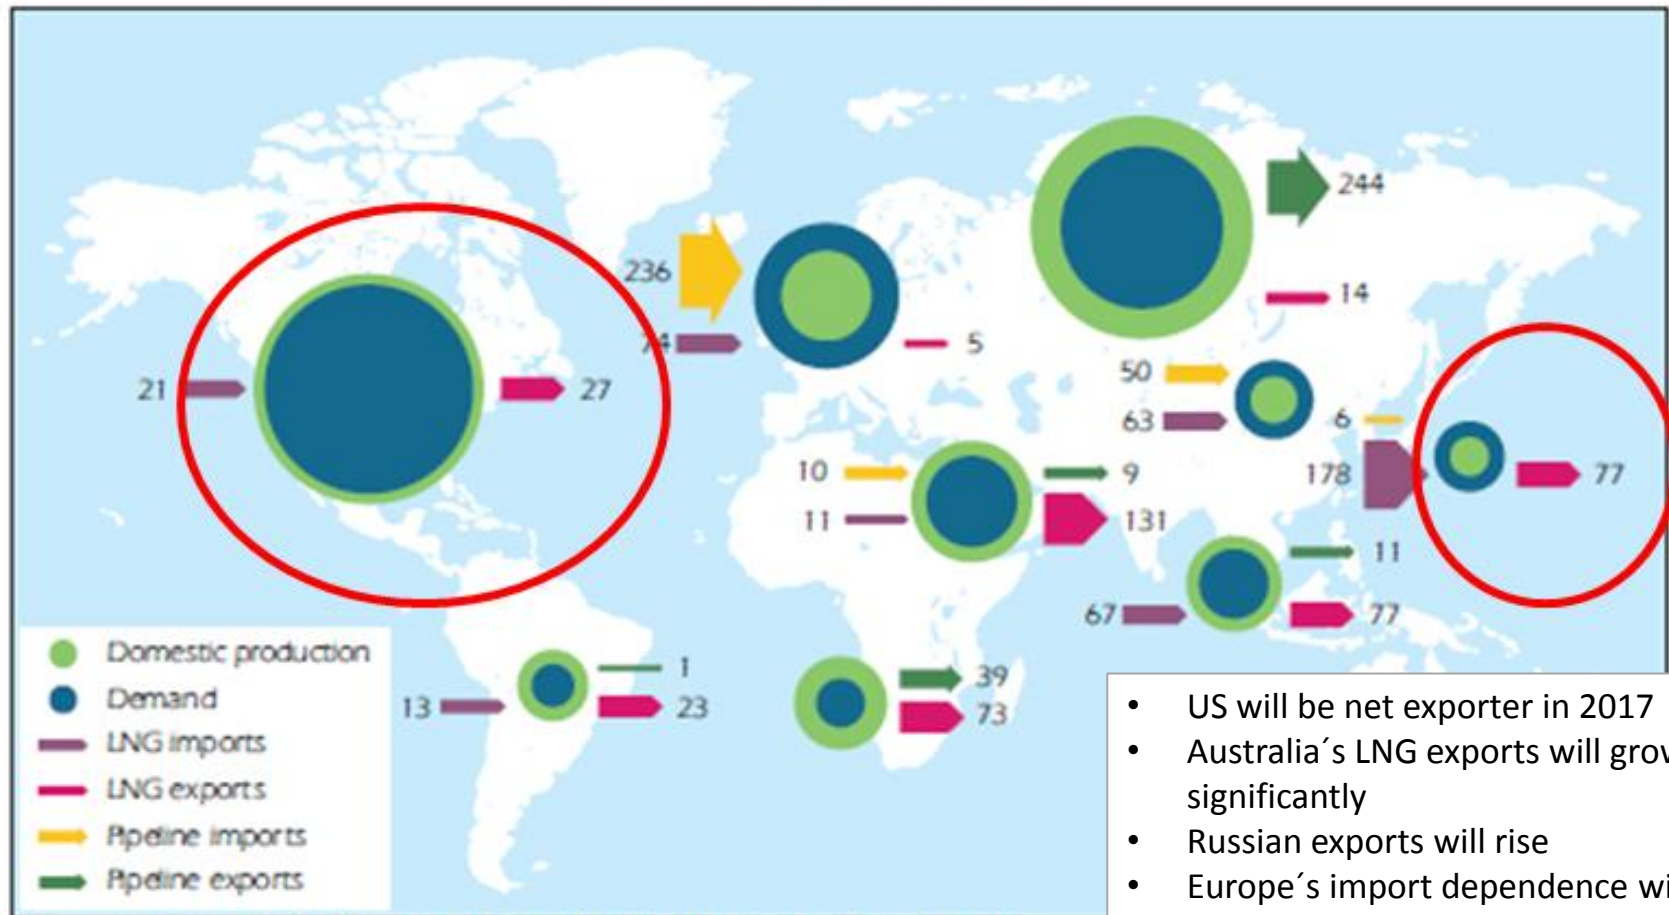 244
236
14
74
5
50
21
27
6
63
10
9
178
77
11
131
11
67
77
1
39
13
23
73
Domestic production
Demand
LNG imports
LNG exports
Pipeline imports
Pipeline exports
• US will be net exporter in 2017
• Australia´s LNG exports will grow
significantly
• Russian exports will rise
• Europe´s import dependence